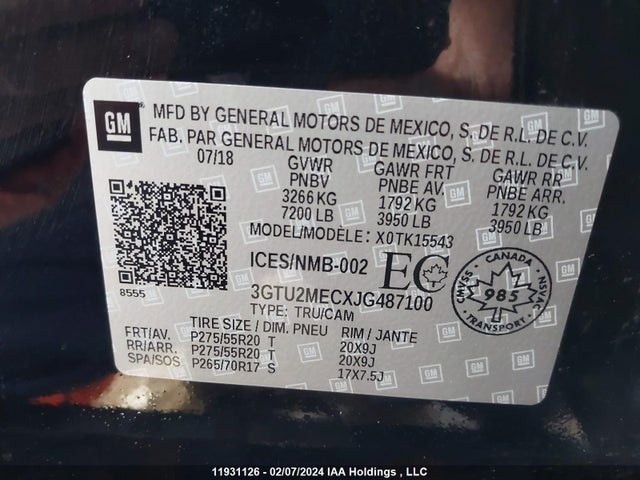 GM
MFD BY GENERAL MOTORS DE MEXICO, S. DE R.L. DE C.V.
FAB. PAR GENERAL MOTORS DE MEXICO, S. DE R.L. DE C.V.
07/18 GVWR GAWR FRT GAWR RR
PNBV PNBE AV. PNBE ARR.
3266 KG 1792 KG 1792 KG
7200 LB 3950 LB 3950 LB
MODEL/MODÈLE: X0TK15543
ICES/NMB-002 EC
8555
3GTU2MECXJG487100
TYPE: TRU/CAM
CANADA
CMVSS 985 NSVAC
TRANSPORT
TIRE SIZE / DIM. PNEU RIM / JANTE
FRT/AV. P275/55R20 T 20X9J
RR/ARR. P275/55R20 T 20X9J
SPA/SOS. P265/70R17 S 17X7.5J
11931126 - 02/07/2024 IAA Holdings , LLC